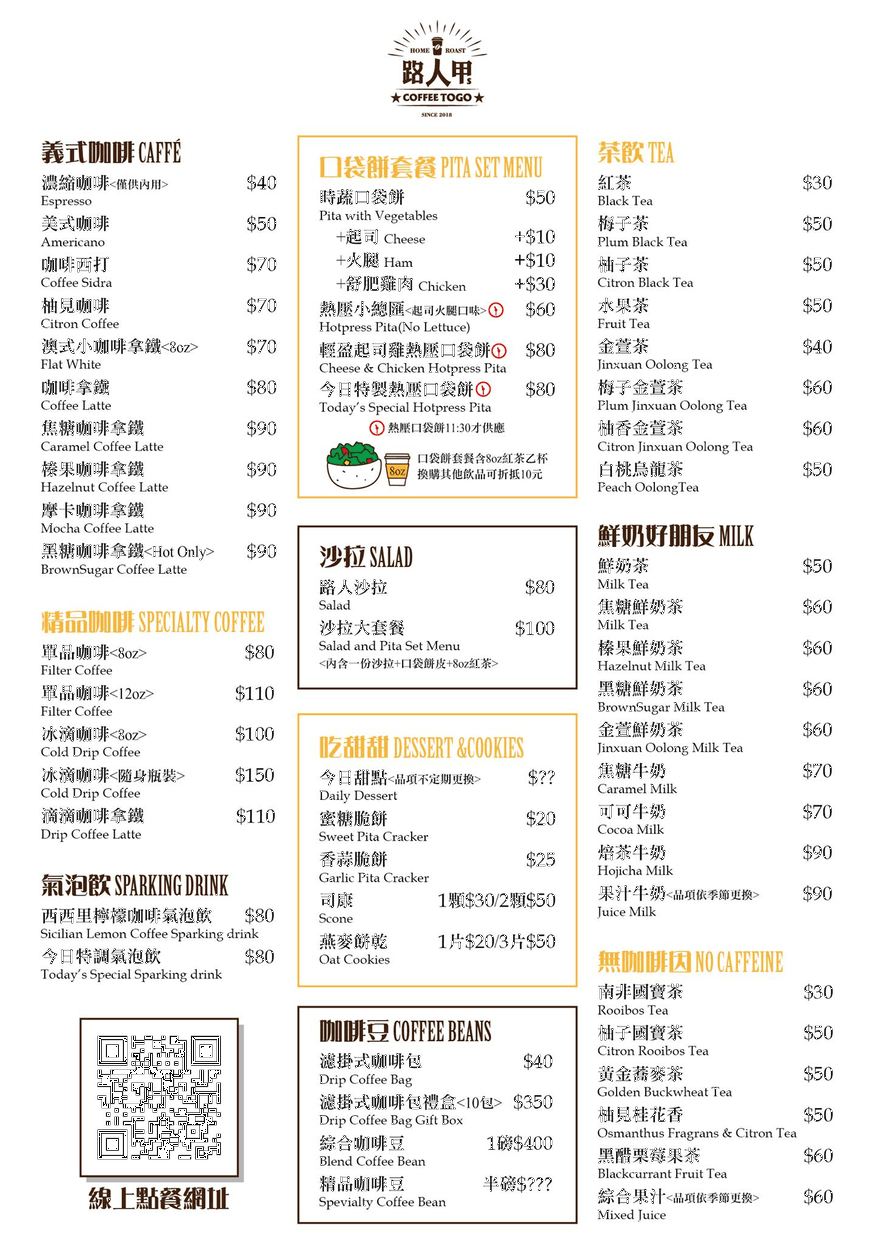 HOME ROAST
路人甲s
★COFFEE TOGO★
SINCE 2018
義式咖啡 CAFFÉ
濃縮咖啡<僅供內用> $40
Espresso
美式咖啡 $50
Americano
咖啡西打 $70
Coffee Sidra
柚見咖啡 $70
Citron Coffee
澳式小咖啡拿鐵<8oz> $70
Flat White
咖啡拿鐵 $80
Coffee Latte
焦糖咖啡拿鐵 $90
Caramel Coffee Latte
榛果咖啡拿鐵 $90
Hazelnut Coffee Latte
摩卡咖啡拿鐵 $90
Mocha Coffee Latte
黑糖咖啡拿鐵<Hot Only> $90
BrownSugar Coffee Latte
精品咖啡 SPECIALTY COFFEE
單品咖啡<8oz> $80
Filter Coffee
單品咖啡<12oz> $110
Filter Coffee
冰滴咖啡<8oz> $100
Cold Drip Coffee
冰滴咖啡<隨身瓶裝> $150
Cold Drip Coffee
滴滴咖啡拿鐵 $110
Drip Coffee Latte
氣泡飲 SPARKING DRINK
西西里檸檬咖啡氣泡飲 $80
Sicilian Lemon Coffee Sparking drink
今日特調氣泡飲 $80
Today's Special Sparking drink
線上點餐網址
口袋餅套餐 PITA SET MENU
時蔬口袋餅 $50
Pita with Vegetables
+起司 Cheese +$10
+火腿 Ham +$10
+舒肥雞肉 Chicken +$30
熱壓小總匯<起司火腿口味> $60
Hotpress Pita(No Lettuce)
輕盈起司雞熱壓口袋餅 $80
Cheese & Chicken Hotpress Pita
今日特製熱壓口袋餅 $80
Today's Special Hotpress Pita
熱壓口袋餅11:30才供應
8oz
口袋餅套餐含8oz紅茶乙杯
換購其他飲品可折抵10元
沙拉 SALAD
路人沙拉 $80
Salad
沙拉大套餐 $100
Salad and Pita Set Menu
<內含一份沙拉+口袋餅皮+8oz紅茶>
吃甜甜 DESSERT &COOKIES
今日甜點<品項不定期更換> $??
Daily Dessert
蜜糖脆餅 $20
Sweet Pita Cracker
香蒜脆餅 $25
Garlic Pita Cracker
司康 1顆$30/2顆$50
Scone
燕麥餅乾 1片$20/3片$50
Oat Cookies
咖啡豆 COFFEE BEANS
濾掛式咖啡包 $40
Drip Coffee Bag
濾掛式咖啡包禮盒<10包> $350
Drip Coffee Bag Gift Box
綜合咖啡豆 1磅$400
Blend Coffee Bean
精品咖啡豆 半磅$???
Spevialty Coffee Bean
茶飲 TEA
紅茶 $30
Black Tea
梅子茶 $50
Plum Black Tea
柚子茶 $50
Citron Black Tea
水果茶 $50
Fruit Tea
金萱茶 $40
Jinxuan Oolong Tea
梅子金萱茶 $60
Plum Jinxuan Oolong Tea
柚香金萱茶 $60
Citron Jinxuan Oolong Tea
白桃烏龍茶 $50
Peach OolongTea
鮮奶好朋友 MILK
鮮奶茶 $50
Milk Tea
焦糖鮮奶茶 $60
Milk Tea
榛果鮮奶茶 $60
Hazelnut Milk Tea
黑糖鮮奶茶 $60
BrownSugar Milk Tea
金萱鮮奶茶 $60
Jinxuan Oolong Milk Tea
焦糖牛奶 $70
Caramel Milk
可可牛奶 $70
Cocoa Milk
焙茶牛奶 $90
Hojicha Milk
果汁牛奶<品項依季節更換> $90
Juice Milk
無咖啡因 NO CAFFEINE
南非國寶茶 $30
Rooibos Tea
柚子國寶茶 $50
Citron Rooibos Tea
黃金蕎麥茶 $50
Golden Buckwheat Tea
柚見桂花香 $50
Osmanthus Fragrans & Citron Tea
黑醋栗莓果茶 $60
Blackcurrant Fruit Tea
綜合果汁<品項依季節更換> $60
Mixed Juice